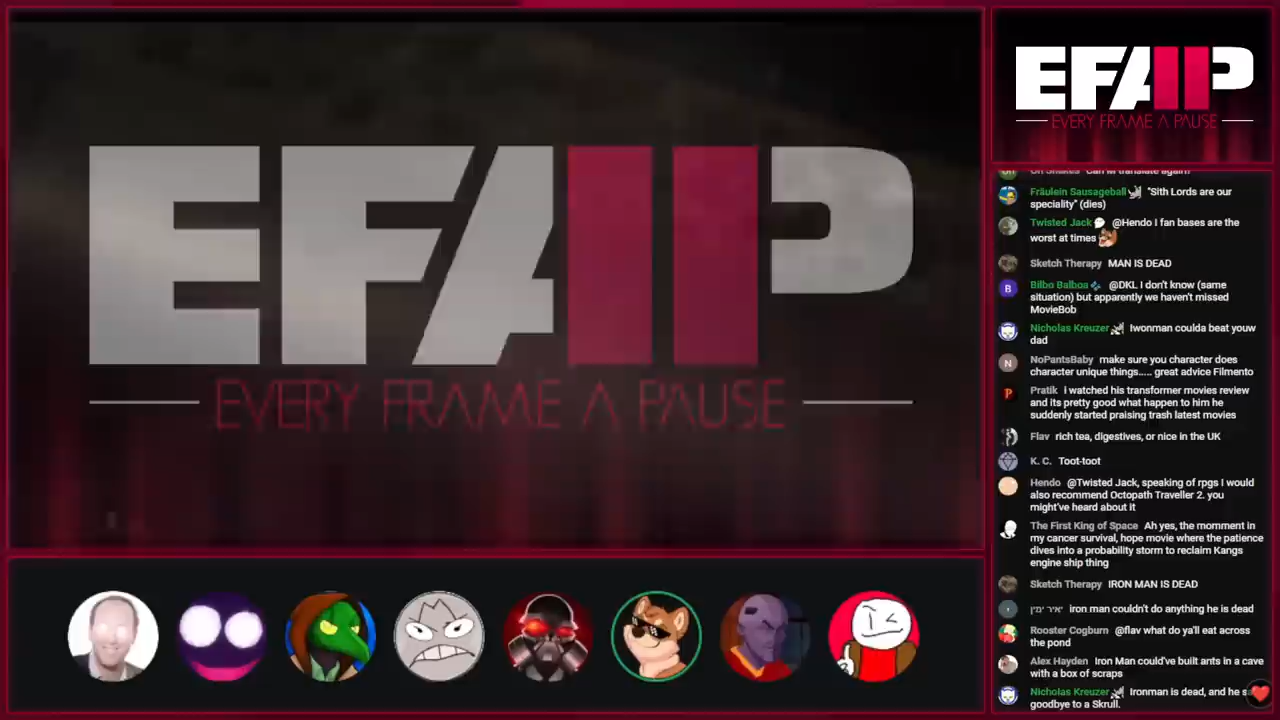 EFAP
EVERY FRAME A PAUSE
EFAP
EVERY FRAME A PAUSE
Fräulein Sausageball "Sith Lords are our
speciality" (dies)
Twisted Jack @Hendo I fan bases are the
worst at times
Sketch Therapy MAN IS DEAD
B
Bilbo Balboa @DKL I don't know (same
situation) but apparently we haven't missed
MovieBob
Nicholas Kreuzer Iwonman coulda beat youw
dad
N
NoPantsBaby make sure you character does
character unique things..... great advice Filmento
P
Pratik i watched his transformer movies review
and its pretty good what happen to him he
suddenly started praising trash latest movies
Flav rich tea, digestives, or nice in the UK
K. C. Toot-toot
Hendo @Twisted Jack, speaking of rpgs I would
also recommend Octopath Traveller 2. you
might've heard about it
The First King of Space Ah yes, the momment in
my cancer survival, hope movie where the patience
dives into a probability storm to reclaim Kangs
engine ship thing
Sketch Therapy IRON MAN IS DEAD
יאיר ימין iron man couldn't do anything he is dead
Rooster Cogburn @flav what do ya'll eat across
the pond
Alex Hayden Iron Man could've built ants in a cave
with a box of scraps
Nicholas Kreuzer Ironman is dead, and he
goodbye to a Skrull.